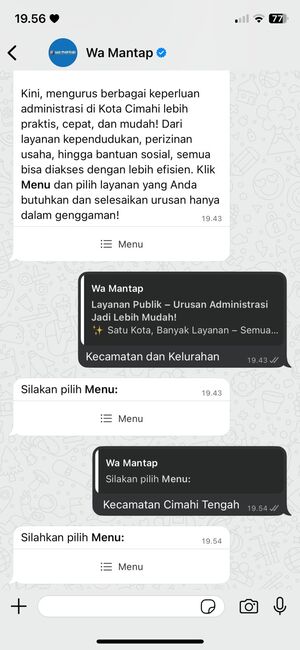 19.56
77
Wa Mantap
Kini, mengurus berbagai keperluan
administrasi di Kota Cimahi lebih
praktis, cepat, dan mudah! Dari
layanan kependudukan, perizinan
usaha, hingga bantuan sosial, semua
bisa diakses dengan lebih efisien. Klik
Menu dan pilih layanan yang Anda
butuhkan dan selesaikan urusan hanya
dalam genggaman!
19.43
Menu
Wa Mantap
Layanan Publik – Urusan Administrasi
Jadi Lebih Mudah!
✨ Satu Kota, Banyak Layanan – Semua...
Kecamatan dan Kelurahan
19.43
Silakan pilih Menu:
19.43
Menu
Wa Mantap
Silakan pilih Menu:
Kecamatan Cimahi Tengah
19.54
Silahkan pilih Menu:
19.54
Menu